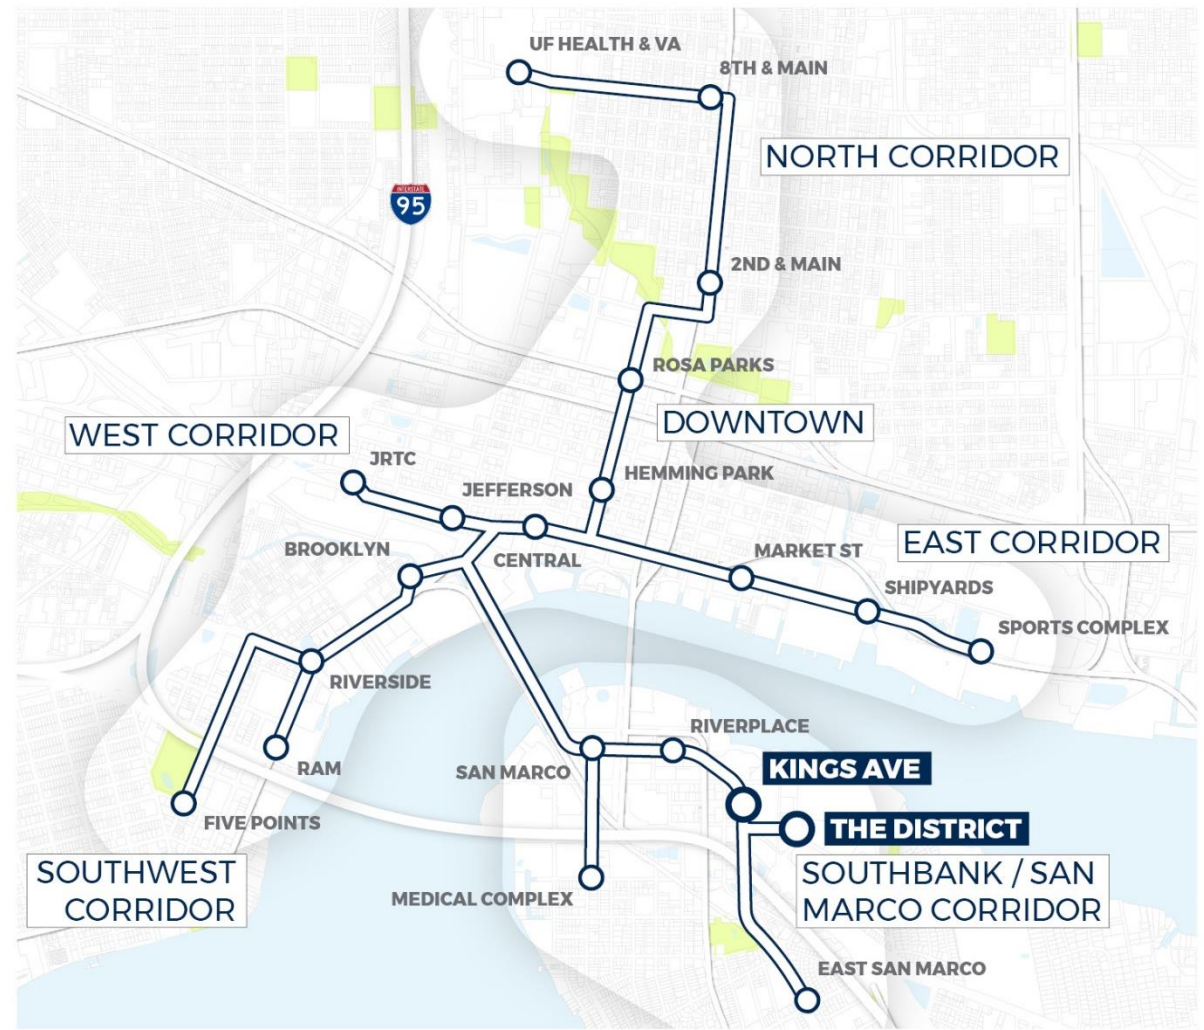 UF HEALTH & VA
8TH & MAIN
NORTH CORRIDOR
INTERSTATE
95
2ND & MAIN
ROSA PARKS
DOWNTOWN
WEST CORRIDOR
JRTC
HEMMING PARK
JEFFERSON
EAST CORRIDOR
BROOKLYN
CENTRAL
MARKET ST
SHIPYARDS
SPORTS COMPLEX
RIVERSIDE
RIVERPLACE
RAM
SAN MARCO
KINGS AVE
FIVE POINTS
THE DISTRICT
SOUTHWEST
CORRIDOR
MEDICAL COMPLEX
SOUTHBANK / SAN
MARCO CORRIDOR
EAST SAN MARCO